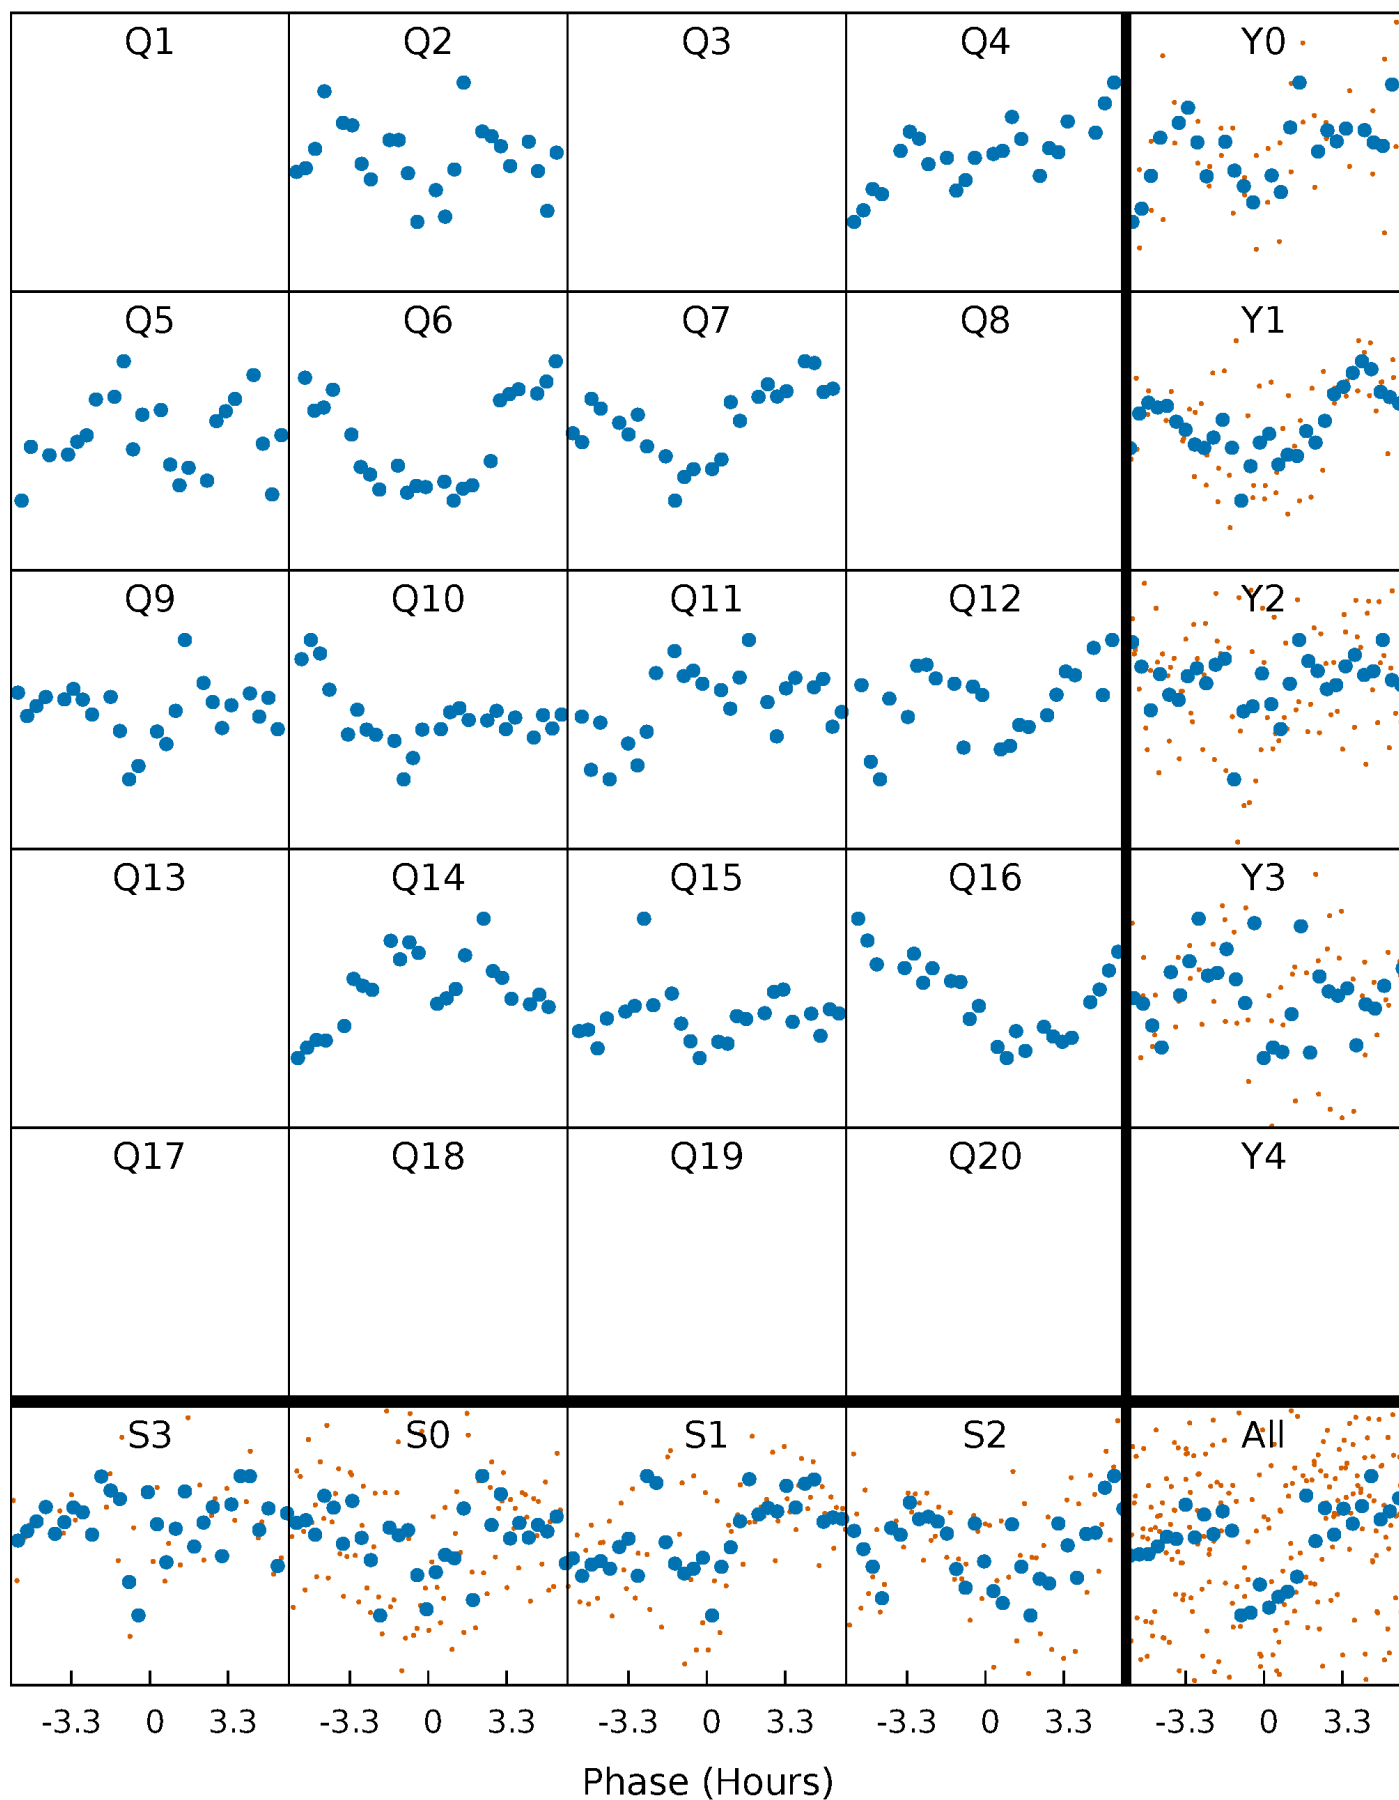 Q1 Q2 Q3 Q4 Y0
Q5 Q6 Q7 Q8 Y1
Q9 Q10 Q11 Q12 Y2
Q13 Q14 Q15 Q16 Y3
Q17 Q18 Q19 Q20 Y4
S3 S0 S1 S2 All
-3.3 0 3.3 -3.3 0 3.3 -3.3 0 3.3 -3.3 0 3.3 -3.3 0 3.3
Phase (Hours)